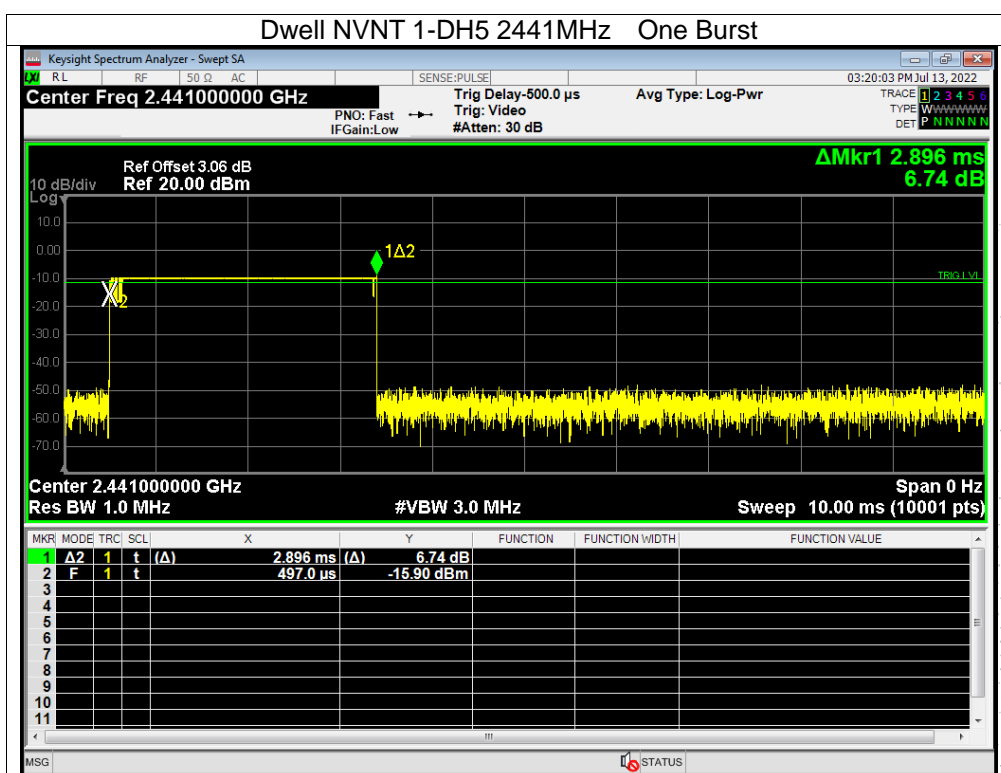 Dwell NVNT 1-DH5 2441MHz One Burst
Keysight Spectrum Analyzer - Swept SA
LXI RL RF 50 Ω AC SENSE:PULSE 03:20:03 PM Jul 13, 2022
Center Freq 2.441000000 GHz
PNO: Fast
IFGain:Low
Trig Delay-500.0 µs
Trig: Video
#Atten: 30 dB
Avg Type: Log-Pwr
TRACE 1 2 3 4 5 6
TYPE WWWWWW
DET P N N N N N
ΔMkr1 2.896 ms
6.74 dB
Ref Offset 3.06 dB
10 dB/div Ref 20.00 dBm
Log
10.0
0.00
1Δ2
-10.0
TRIG LVL
2
-20.0
-30.0
-40.0
-50.0
-60.0
-70.0
Center 2.441000000 GHz Span 0 Hz
Res BW 1.0 MHz #VBW 3.0 MHz Sweep 10.00 ms (10001 pts)
MKR MODE TRC SCL X Y FUNCTION FUNCTION WIDTH FUNCTION VALUE
1 Δ2 1 t (Δ) 2.896 ms (Δ) 6.74 dB
2 F 1 t 497.0 µs -15.90 dBm
3
4
5
6
7
8
9
10
11
MSG STATUS